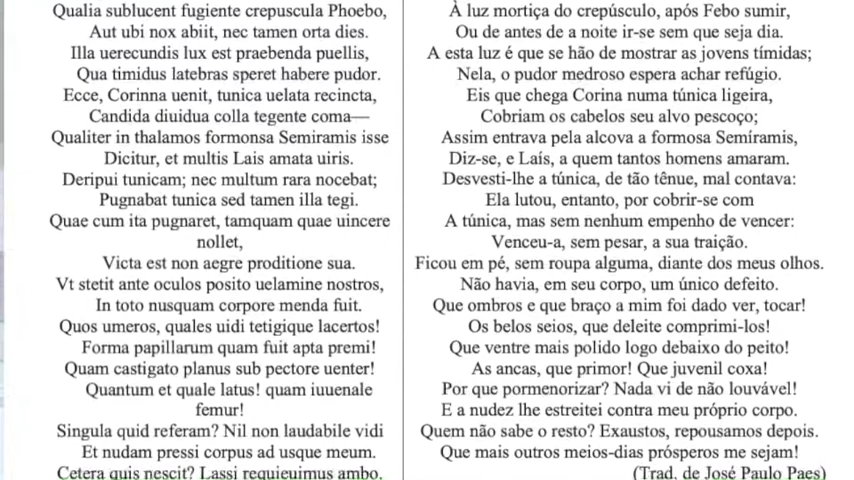 Qualia sublucent fugiente crepuscula Phoebo,
Aut ubi nox abiit, nec tamen orta dies.
Illa uerecundis lux est praebenda puellis,
Qua timidus latebras speret habere pudor.
Ecce, Corinna uenit, tunica uelata recincta,
Candida diuidua colla tegente coma—
Qualiter in thalamos formonsa Semiramis isse
Dicitur, et multis Lais amata uiris.
Deripui tunicam; nec multum rara nocebat;
Pugnabat tunica sed tamen illa tegi.
Quae cum ita pugnaret, tamquam quae uincere
nollet,
Victa est non aegre proditione sua.
Vt stetit ante oculos posito uelamine nostros,
In toto nusquam corpore menda fuit.
Quos umeros, quales uidi tetigique lacertos!
Forma papillarum quam fuit apta premi!
Quam castigato planus sub pectore uenter!
Quantum et quale latus! quam iuuenale
femur!
Singula quid referam? Nil non laudabile vidi
Et nudam pressi corpus ad usque meum.
Cetera quis nescit? Lassi requieuimus ambo.
À luz mortiça do crepúsculo, após Febo sumir,
Ou de antes de a noite ir-se sem que seja dia.
A esta luz é que se hão de mostrar as jovens tímidas;
Nela, o pudor medroso espera achar refúgio.
Eis que chega Corina numa túnica ligeira,
Cobriam os cabelos seu alvo pescoço;
Assim entrava pela alcova a formosa Semíramis,
Diz-se, e Laís, a quem tantos homens amaram.
Desvesti-lhe a túnica, de tão tênue, mal contava:
Ela lutou, entanto, por cobrir-se com
A túnica, mas sem nenhum empenho de vencer:
Venceu-a, sem pesar, a sua traição.
Ficou em pé, sem roupa alguma, diante dos meus olhos.
Não havia, em seu corpo, um único defeito.
Que ombros e que braço a mim foi dado ver, tocar!
Os belos seios, que deleite comprimi-los!
Que ventre mais polido logo debaixo do peito!
As ancas, que primor! Que juvenil coxa!
Por que pormenorizar? Nada vi de não louvável!
E a nudez lhe estreitei contra meu próprio corpo.
Quem não sabe o resto? Exaustos, repousamos depois.
Que mais outros meios-dias prósperos me sejam!
(Trad. de José Paulo Paes)